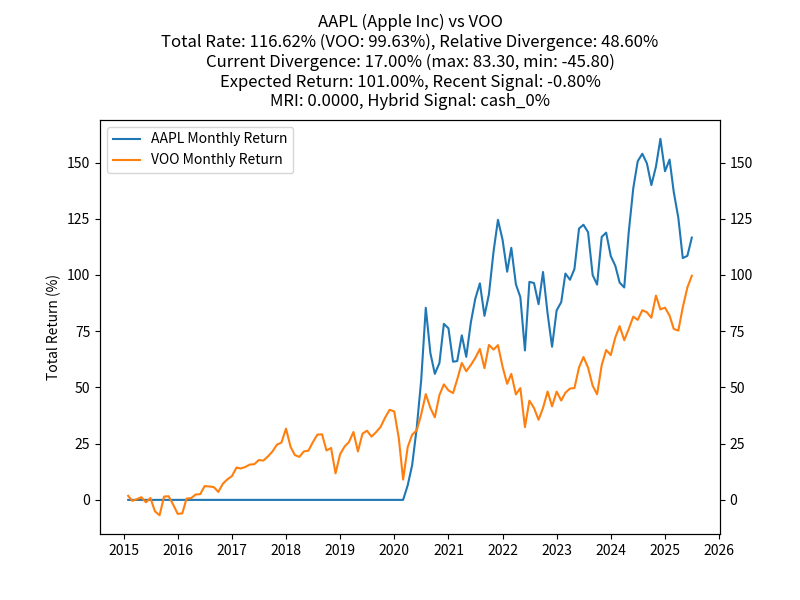 AAPL (Apple Inc) vs VOO
Total Rate: 116.62% (VOO: 99.63%), Relative Divergence: 48.60%
Current Divergence: 17.00% (max: 83.30, min: -45.80)
Expected Return: 101.00%, Recent Signal: -0.80%
MRI: 0.0000, Hybrid Signal: cash_0%
AAPL Monthly Return
VOO Monthly Return
Total Return (%)
150
125
100
75
50
25
0
150
125
100
75
50
25
0
2015 2016 2017 2018 2019 2020 2021 2022 2023 2024 2025 2026